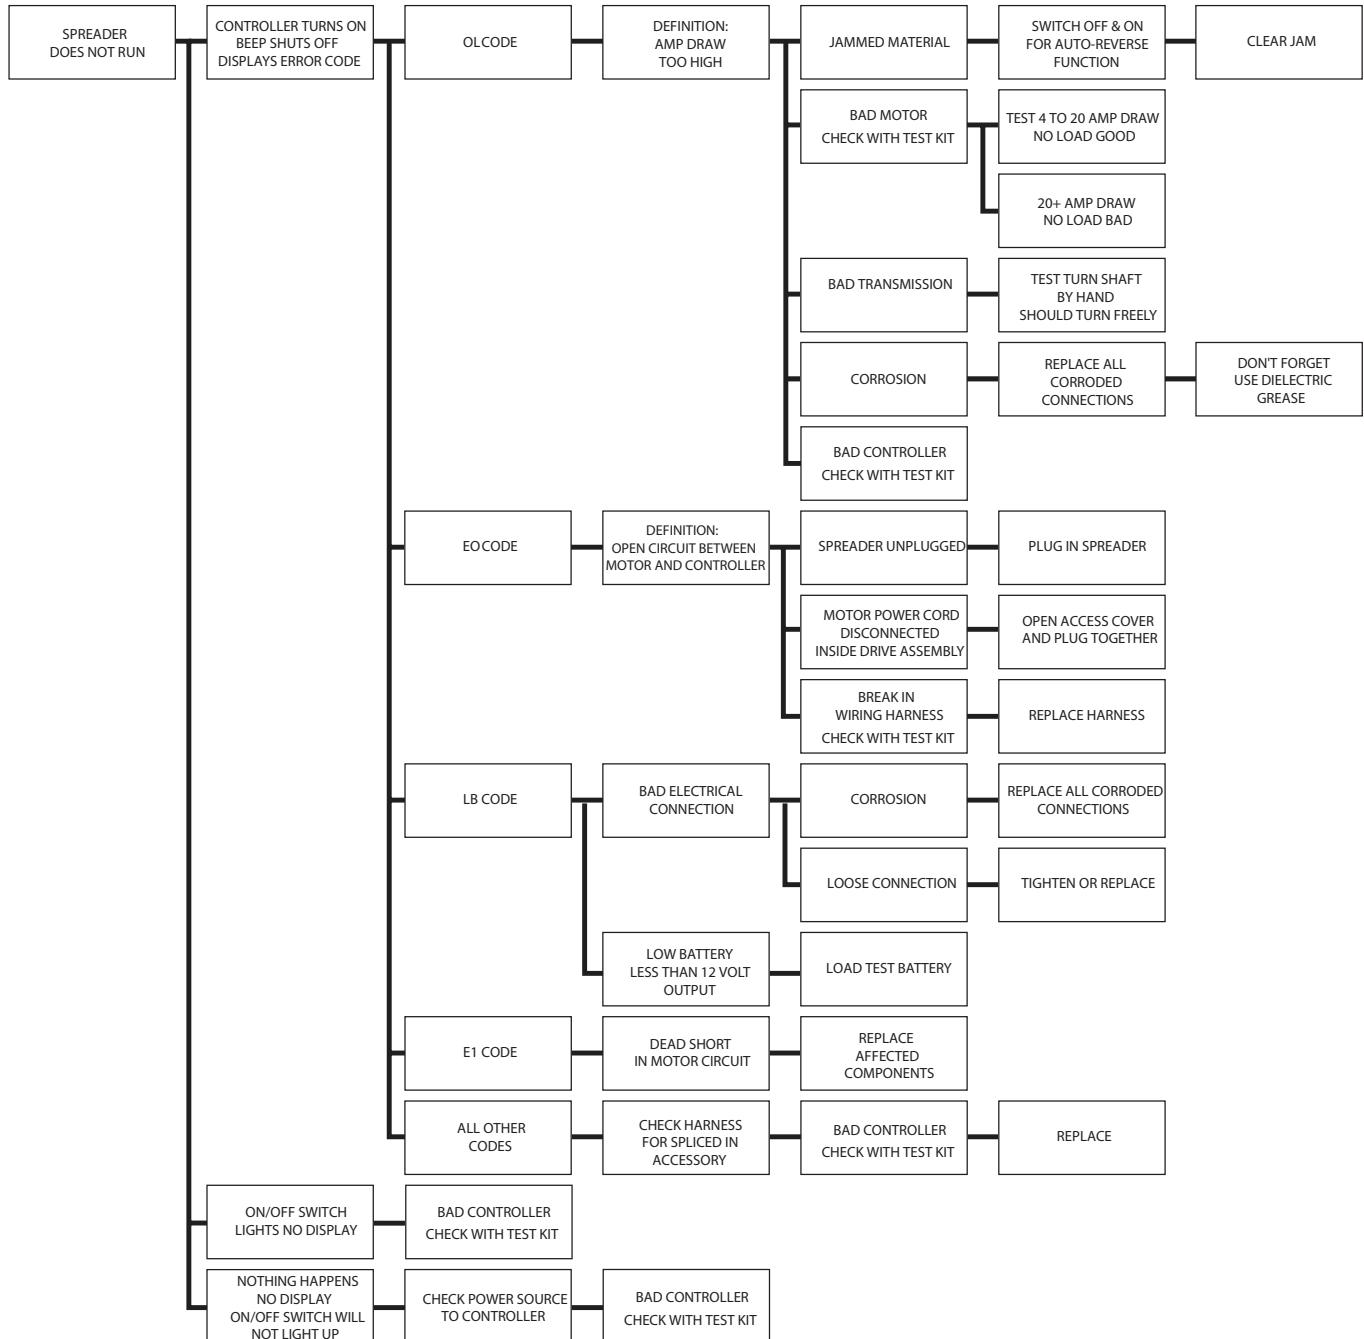 SPREADER
DOES NOT RUN
CONTROLLER TURNS ON
BEEP SHUTS OFF
DISPLAYS ERROR CODE
OL CODE
DEFINITION:
AMP DRAW
TOO HIGH
JAMMED MATERIAL
SWITCH OFF & ON
FOR AUTO-REVERSE
FUNCTION
CLEAR JAM
BAD MOTOR
CHECK WITH TEST KIT
TEST 4 TO 20 AMP DRAW
NO LOAD GOOD
20+ AMP DRAW
NO LOAD BAD
BAD TRANSMISSION
TEST TURN SHAFT
BY HAND
SHOULD TURN FREELY
CORROSION
REPLACE ALL
CORRODED
CONNECTIONS
DON'T FORGET
USE DIELECTRIC
GREASE
BAD CONTROLLER
CHECK WITH TEST KIT
EO CODE
DEFINITION:
OPEN CIRCUIT BETWEEN
MOTOR AND CONTROLLER
SPREADER UNPLUGGED
PLUG IN SPREADER
MOTOR POWER CORD
DISCONNECTED
INSIDE DRIVE ASSEMBLY
OPEN ACCESS COVER
AND PLUG TOGETHER
BREAK IN
WIRING HARNESS
CHECK WITH TEST KIT
REPLACE HARNESS
LB CODE
BAD ELECTRICAL
CONNECTION
CORROSION
REPLACE ALL CORRODED
CONNECTIONS
LOOSE CONNECTION
TIGHTEN OR REPLACE
LOW BATTERY
LESS THAN 12 VOLT
OUTPUT
LOAD TEST BATTERY
E1 CODE
DEAD SHORT
IN MOTOR CIRCUIT
REPLACE
AFFECTED
COMPONENTS
ALL OTHER
CODES
CHECK HARNESS
FOR SPLICED IN
ACCESSORY
BAD CONTROLLER
CHECK WITH TEST KIT
REPLACE
ON/OFF SWITCH
LIGHTS NO DISPLAY
BAD CONTROLLER
CHECK WITH TEST KIT
NOTHING HAPPENS
NO DISPLAY
ON/OFF SWITCH WILL
NOT LIGHT UP
CHECK POWER SOURCE
TO CONTROLLER
BAD CONTROLLER
CHECK WITH TEST KIT